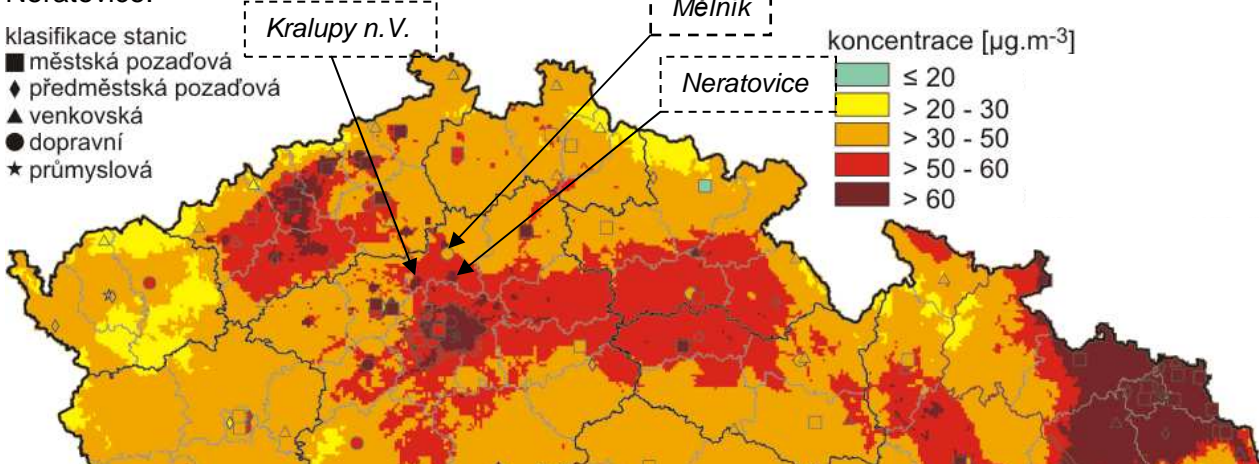 Neratovice.
Mělník
Kralupy n.V.
Neratovice
klasifikace stanic
městská pozaďová
předměstská pozaďová
venkovská
dopravní
průmyslová
koncentrace [µg.m-3]
≤ 20
> 20 - 30
> 30 - 50
> 50 - 60
> 60